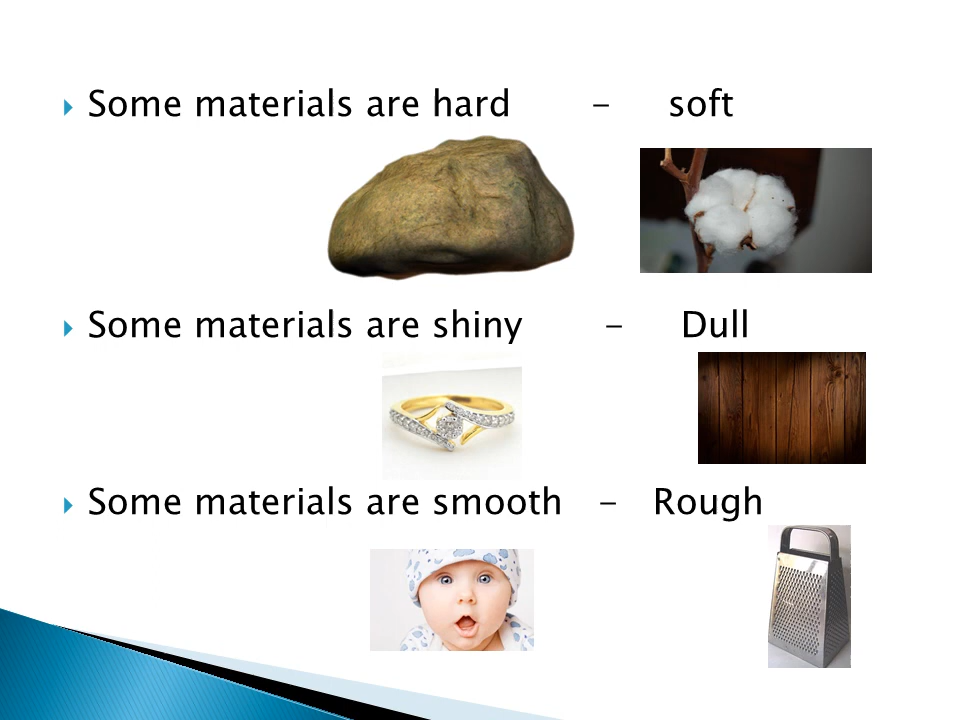 Some materials are hard - soft
Some materials are shiny - Dull
Some materials are smooth - Rough